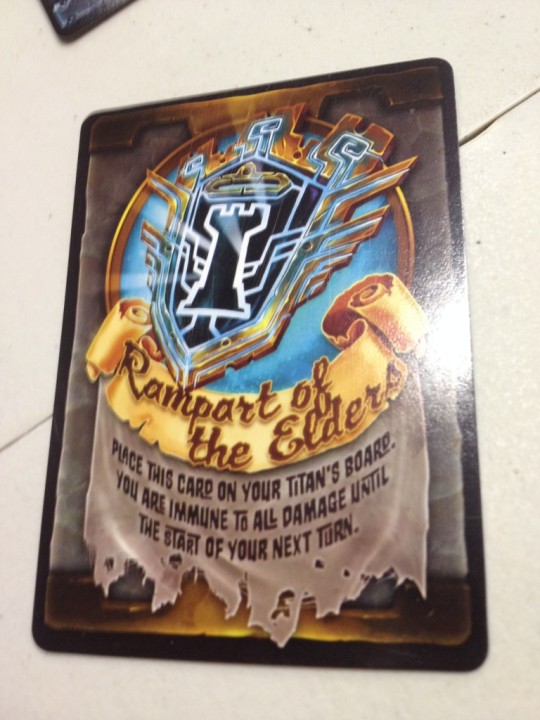 Rampart of
the Elders
PLACE THIS CARD ON YOUR TITAN'S BOARD.
YOU ARE IMMUNE TO ALL DAMAGE UNTIL
THE START OF YOUR NEXT TURN.